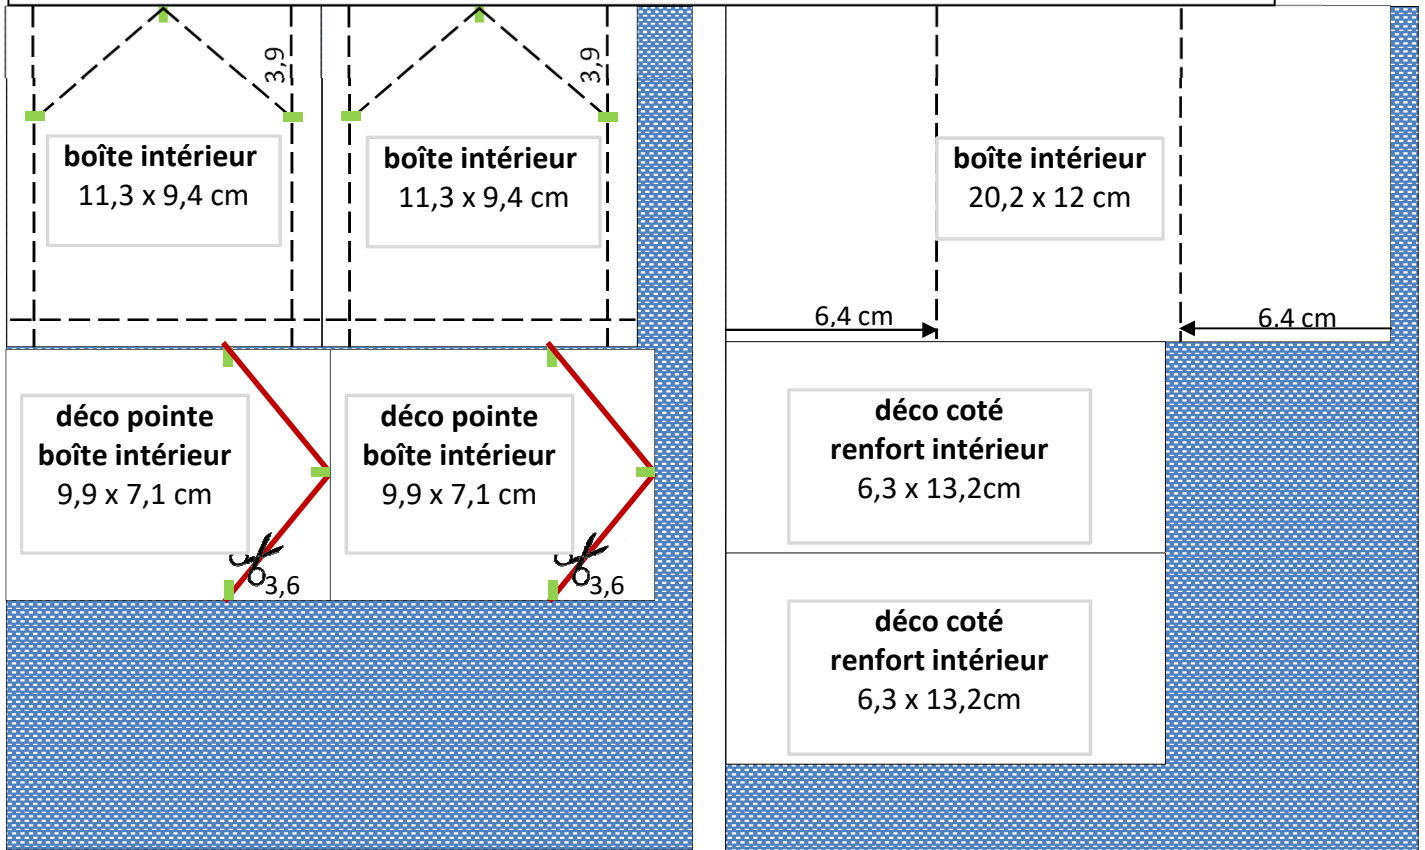 3,9
boîte intérieur
11,3 x 9,4 cm
3,9
boîte intérieur
11,3 x 9,4 cm
déco pointe
boîte intérieur
9,9 x 7,1 cm
3,6
déco pointe
boîte intérieur
9,9 x 7,1 cm
3,6
boîte intérieur
20,2 x 12 cm
6,4 cm
6.4 cm
déco coté
renfort intérieur
6,3 x 13,2cm
déco coté
renfort intérieur
6,3 x 13,2cm